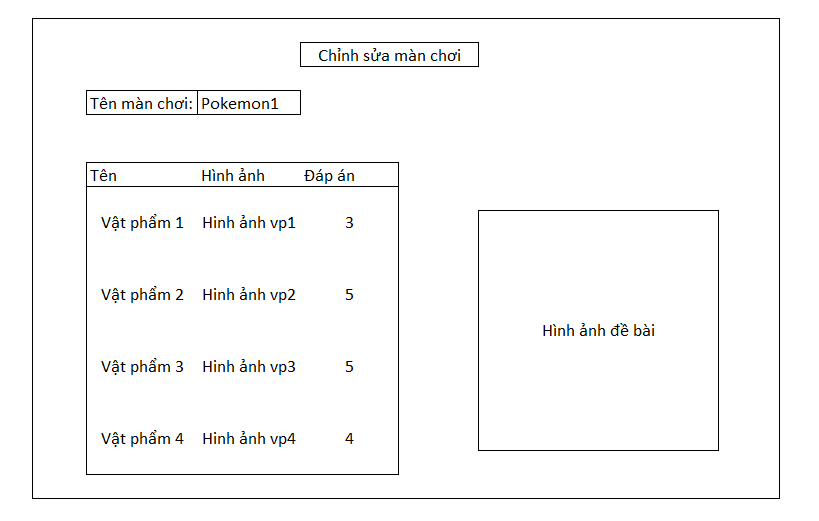 Chỉnh sửa màn chơi
Tên màn chơi: Pokemon1
Tên Hình ảnh Đáp án
Vật phẩm 1 Hinh ảnh vp1 3
Vật phẩm 2 Hinh ảnh vp2 5
Hình ảnh đề bài
Vật phẩm 3 Hinh ảnh vp3 5
Vật phẩm 4 Hinh ảnh vp4 4